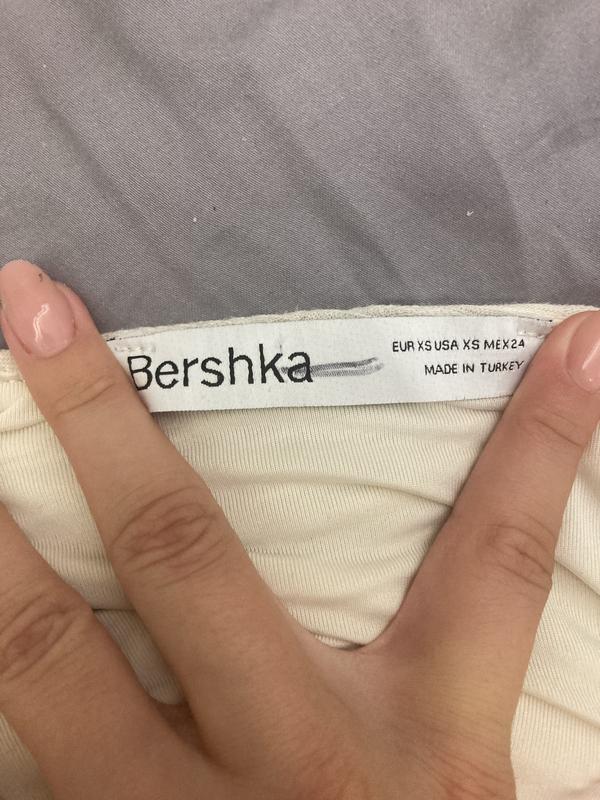 Bershka
EUR XS USA XS MEX 24
MADE IN TURKEY